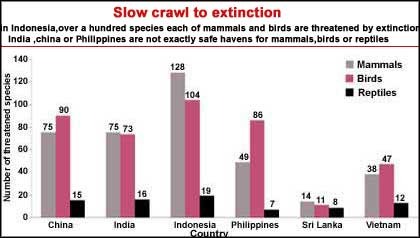 Slow crawl to extinction
in Indonesia,over a hundred species each of mammals and birds are threatened by extinction
India ,china or Philippines are not exactly safe havens for mammals,birds or reptiles
Number of threatened species
140
120
100
80
60
40
20
0
Mammals
Birds
Reptiles
75 90 15
75 73 16
128 104 19
49 86 7
14 11 8
38 47 12
China India Indonesia Philippines Sri Lanka Vietnam
Country